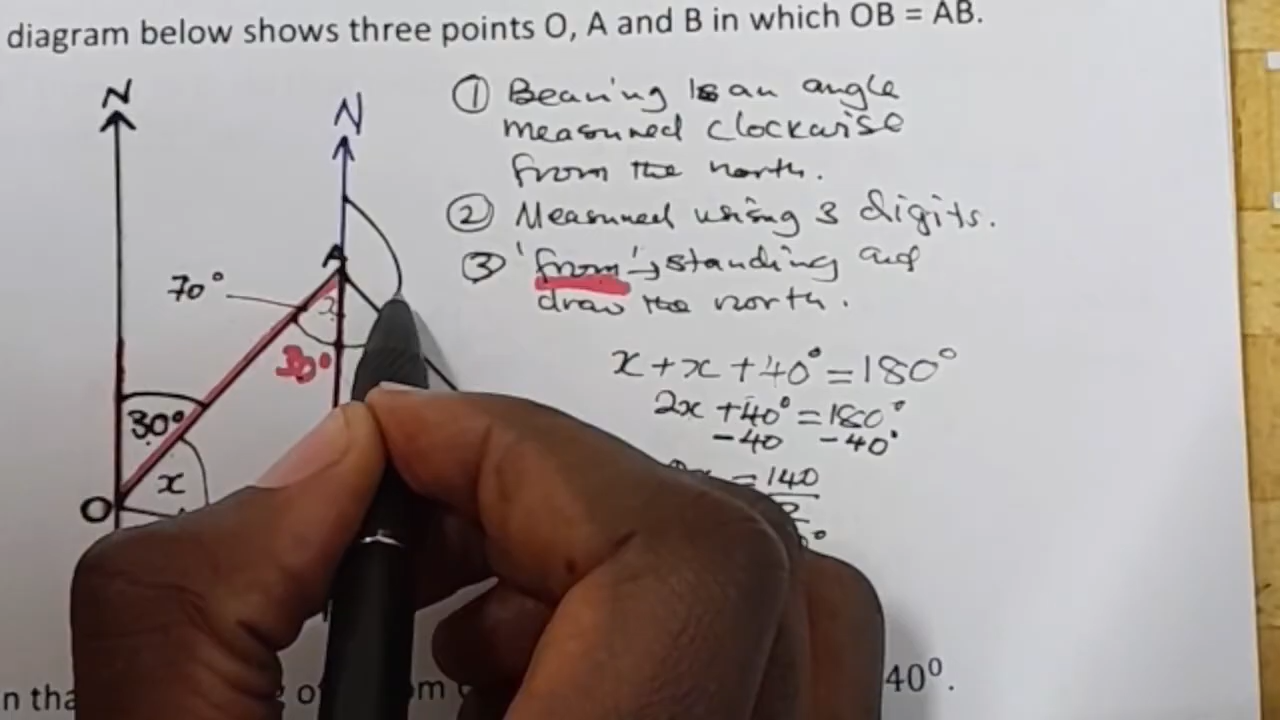 diagram below shows three points O, A and B in which OB = AB.
N
N
① Bearing is an angle
measured clockwise
from the north.
② Measured using 3 digits.
③ 'from' → standing and
draw the north.
A
70°
x
30°
30°
x
O
x + x + 40° = 180°
2x + 40° = 180°
-40 -40°
= 140
2
40⁰.